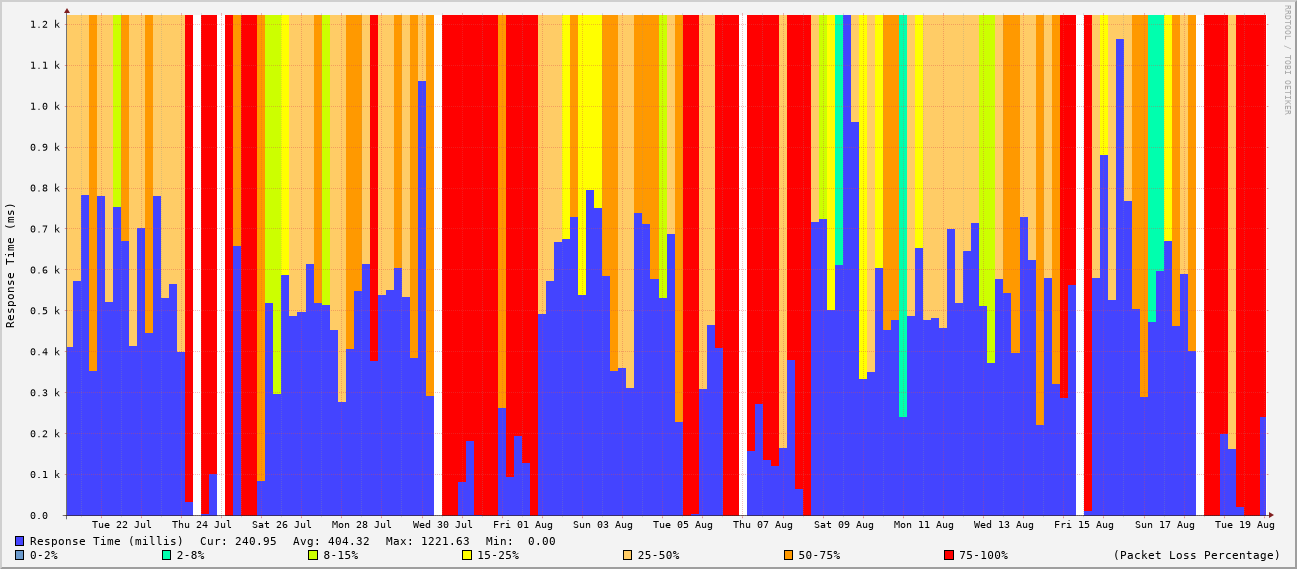 1.2 k
1.1 k
1.0 k
0.9 k
0.8 k
0.7 k
0.6 k
0.5 k
0.4 k
0.3 k
0.2 k
0.1 k
0.0
Response Time (ms)
RRDTOOL / TOBI OETIKER
Tue 22 Jul Thu 24 Jul Sat 26 Jul Mon 28 Jul Wed 30 Jul Fri 01 Aug Sun 03 Aug Tue 05 Aug Thu 07 Aug Sat 09 Aug Mon 11 Aug Wed 13 Aug Fri 15 Aug Sun 17 Aug Tue 19 Aug
Response Time (millis) Cur: 240.95 Avg: 404.32 Max: 1221.63 Min: 0.00
0-2% 2-8% 8-15% 15-25% 25-50% 50-75% 75-100% (Packet Loss Percentage)